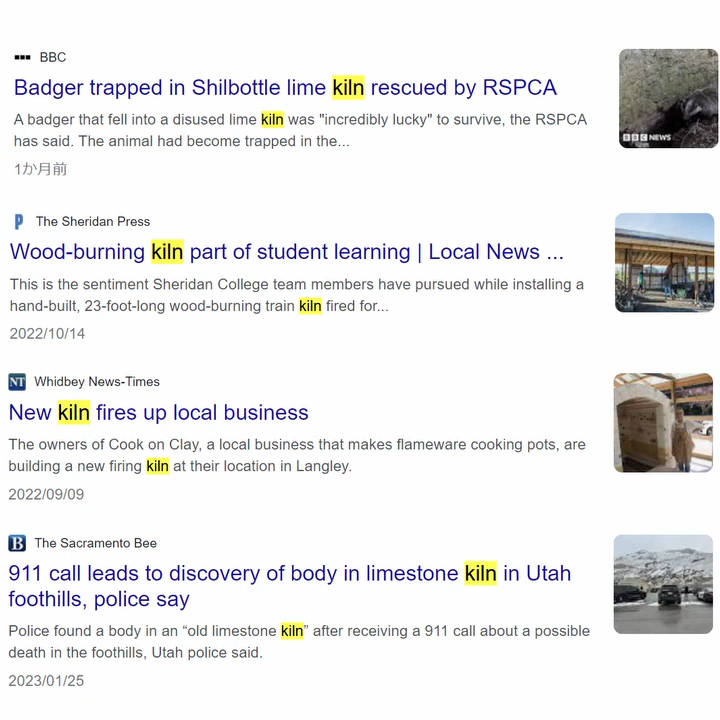 BBC
Badger trapped in Shilbottle lime kiln rescued by RSPCA
A badger that fell into a disused lime kiln was "incredibly lucky" to survive, the RSPCA
has said. The animal had become trapped in the...
1か月前
BBC NEWS
The Sheridan Press
Wood-burning kiln part of student learning | Local News ...
This is the sentiment Sheridan College team members have pursued while installing a
hand-built, 23-foot-long wood-burning train kiln fired for...
2022/10/14
NT Whidbey News-Times
New kiln fires up local business
The owners of Cook on Clay, a local business that makes flameware cooking pots, are
building a new firing kiln at their location in Langley.
2022/09/09
B The Sacramento Bee
911 call leads to discovery of body in limestone kiln in Utah
foothills, police say
Police found a body in an “old limestone kiln” after receiving a 911 call about a possible
death in the foothills, Utah police said.
2023/01/25